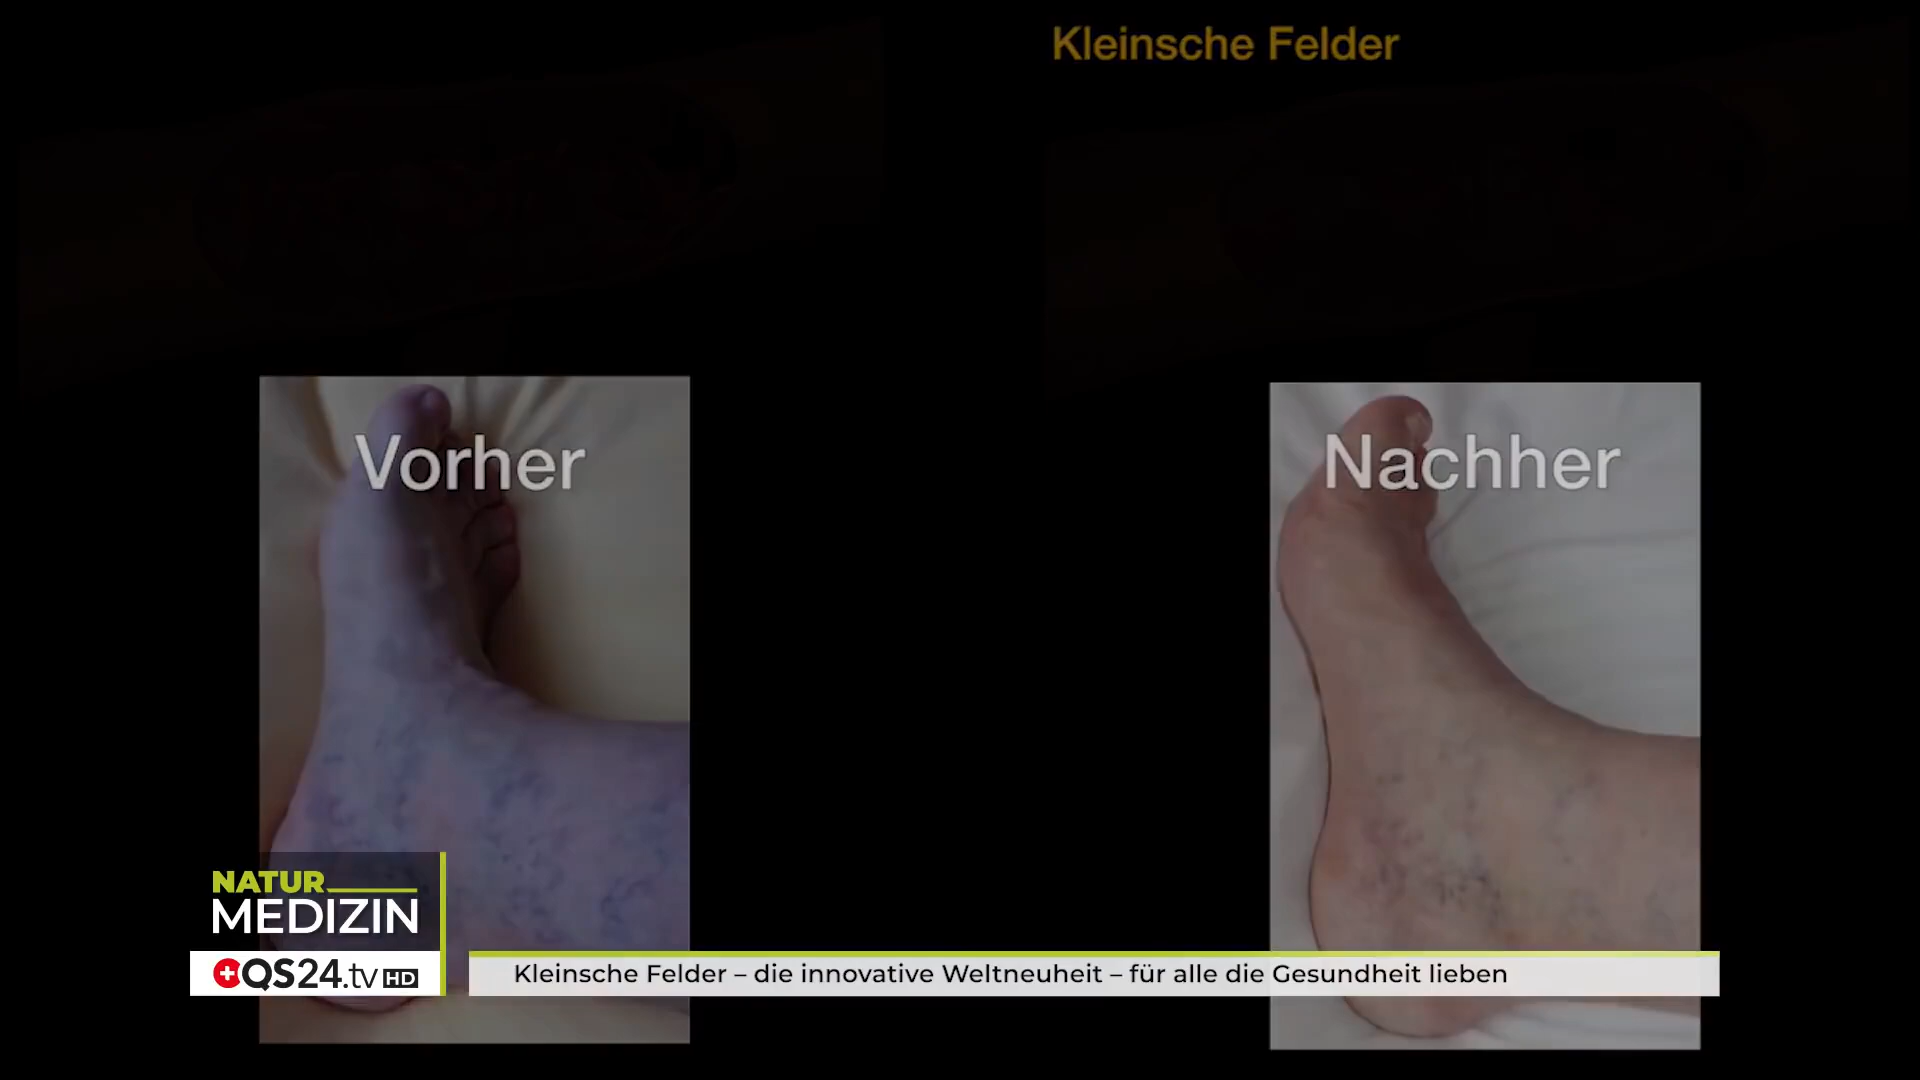 Kleinsche Felder
Vorher
Nachher
NATUR
MEDIZIN
QS24.tv HD
Kleinsche Felder – die innovative Weltneuheit – für alle die Gesundheit lieben